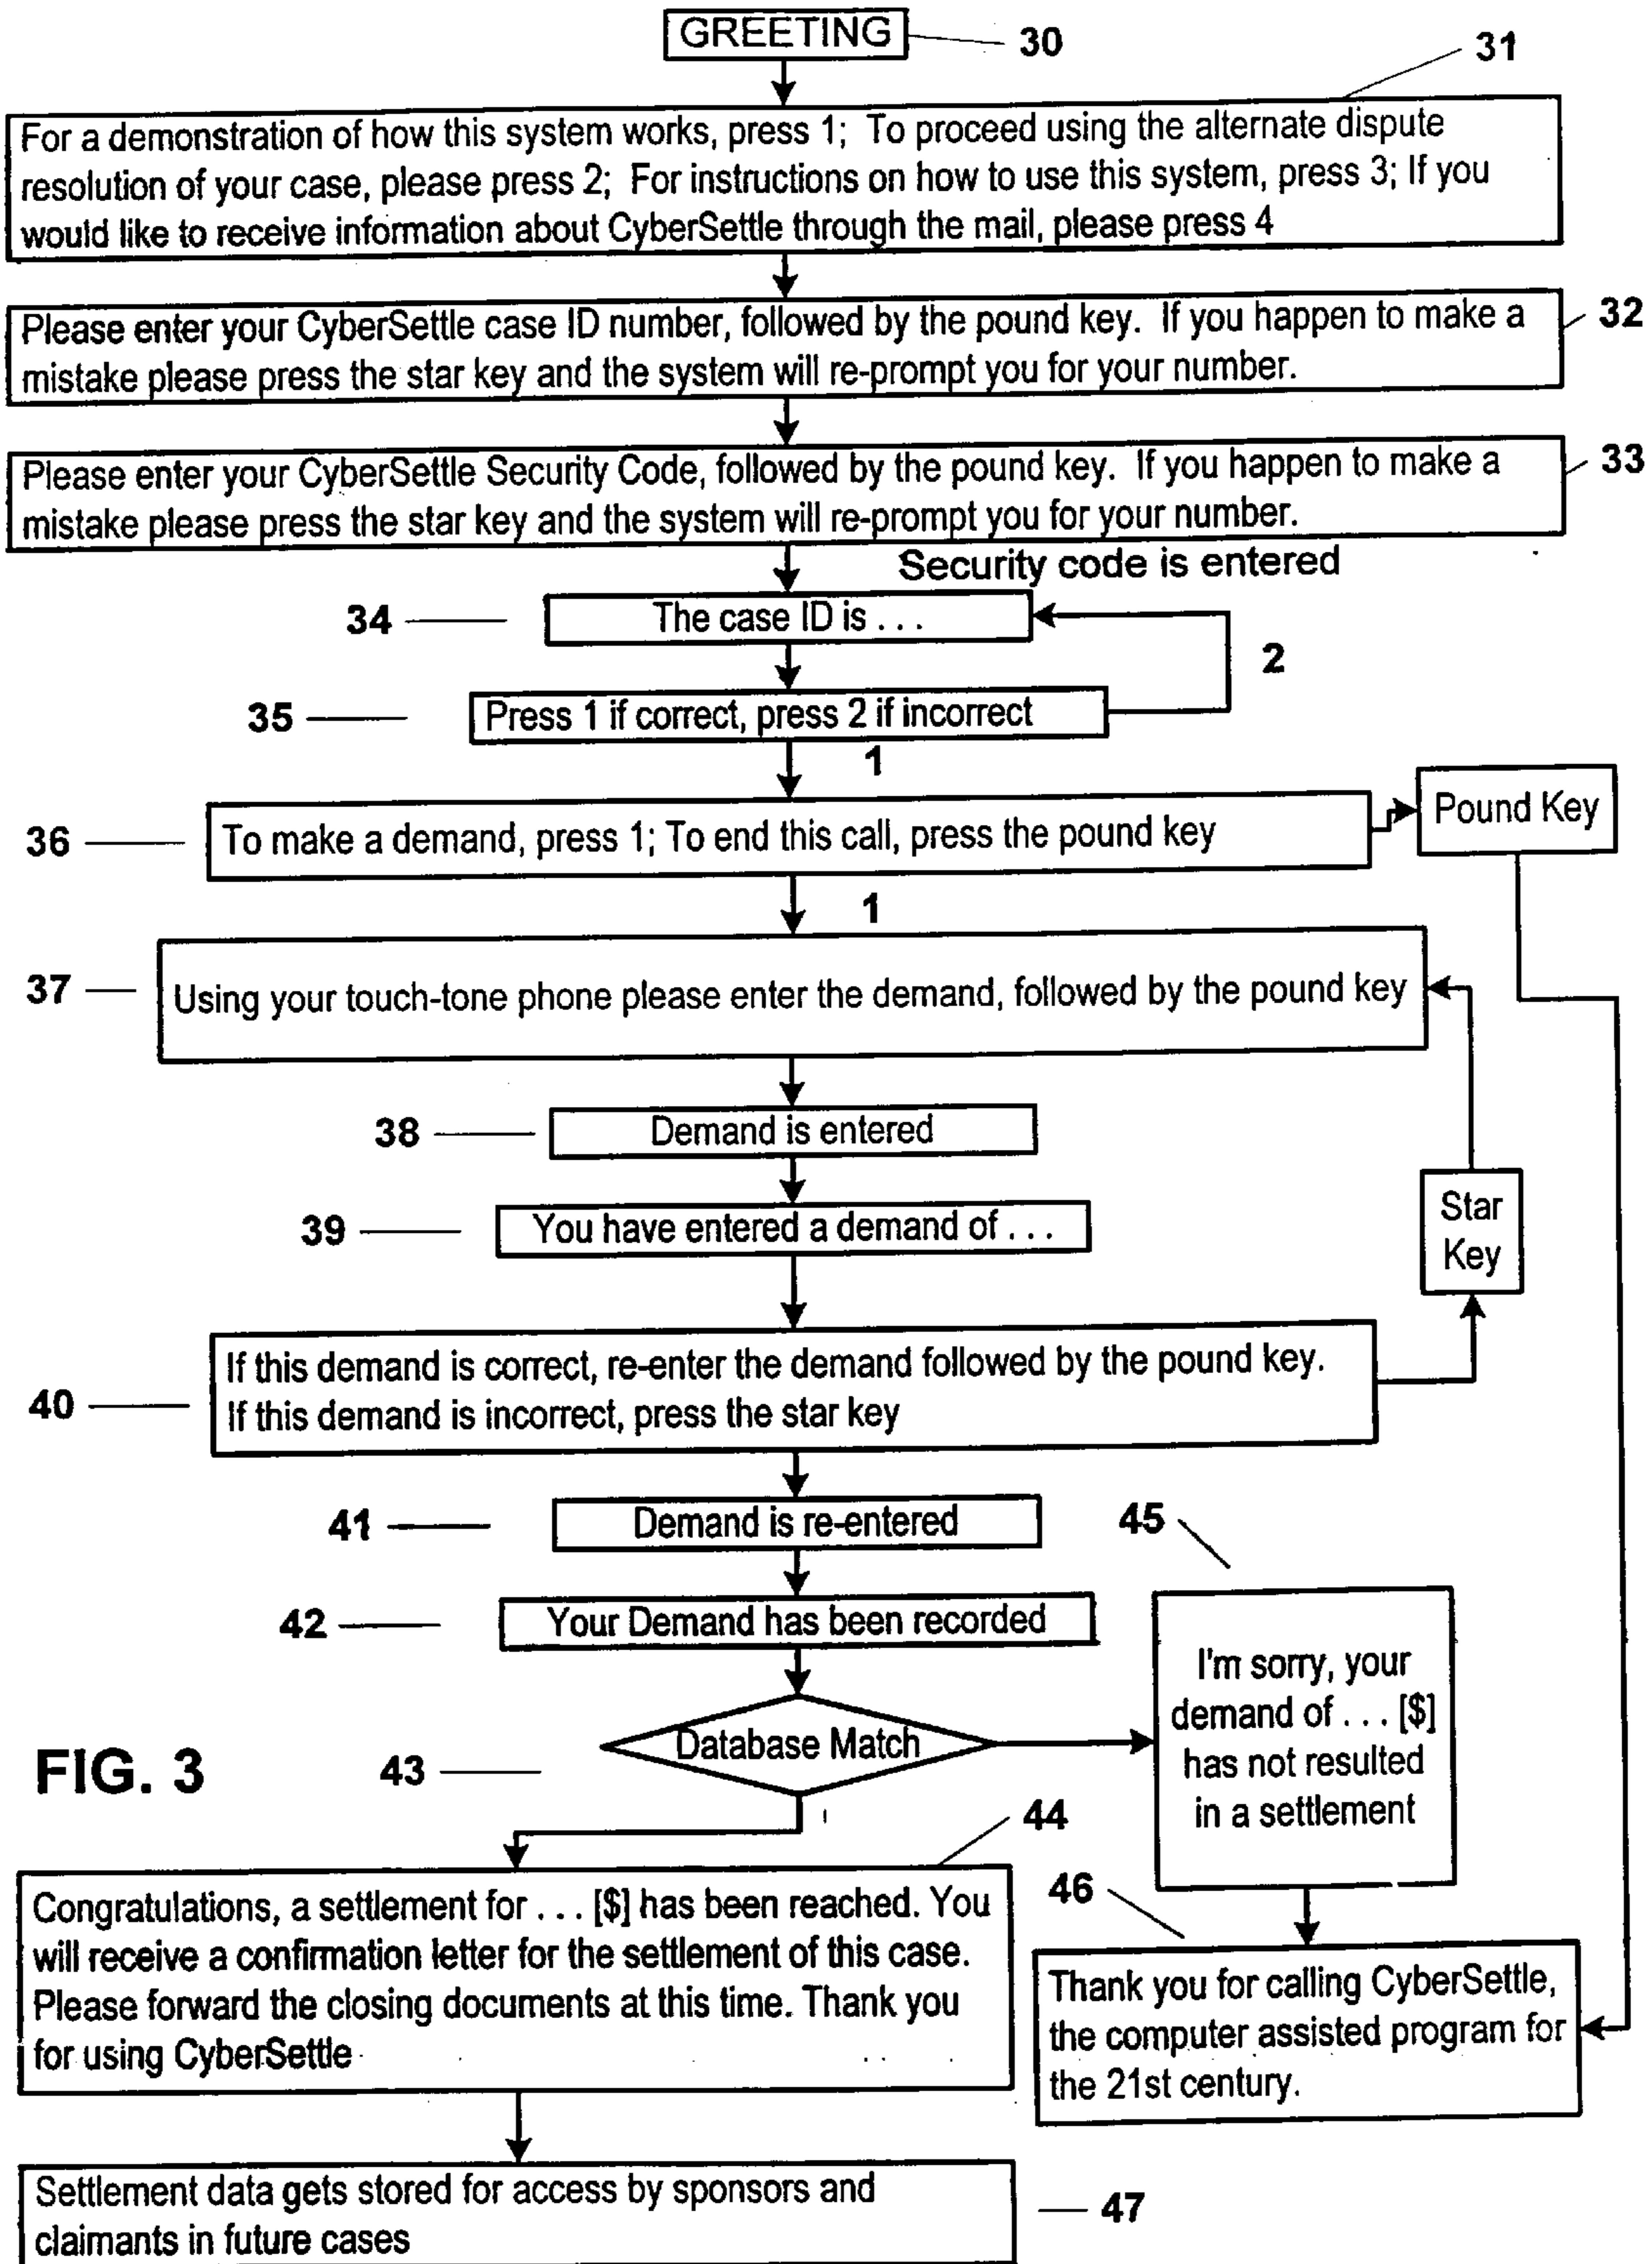 GREETING
30
31
For a demonstration of how this system works, press 1; To proceed using the alternate dispute
resolution of your case, please press 2; For instructions on how to use this system, press 3; If you
would like to receive information about CyberSettle through the mail, please press 4
Please enter your CyberSettle case ID number, followed by the pound key. If you happen to make a
mistake please press the star key and the system will re-prompt you for your number.
32
Please enter your CyberSettle Security Code, followed by the pound key. If you happen to make a
mistake please press the star key and the system will re-prompt you for your number.
33
Security code is entered
34
The case ID is . . .
2
35
Press 1 if correct, press 2 if incorrect
1
36
To make a demand, press 1; To end this call, press the pound key
Pound Key
1
37
Using your touch-tone phone please enter the demand, followed by the pound key
38
Demand is entered
39
You have entered a demand of . . .
Star
Key
40
If this demand is correct, re-enter the demand followed by the pound key.
If this demand is incorrect, press the star key
41
Demand is re-entered
45
42
Your Demand has been recorded
I'm sorry, your
demand of . . . [$]
has not resulted
in a settlement
FIG. 3
43
Database Match
44
Congratulations, a settlement for . . . [$] has been reached. You
will receive a confirmation letter for the settlement of this case.
Please forward the closing documents at this time. Thank you
for using CyberSettle
46
Thank you for calling CyberSettle,
the computer assisted program for
the 21st century.
Settlement data gets stored for access by sponsors and
claimants in future cases
47